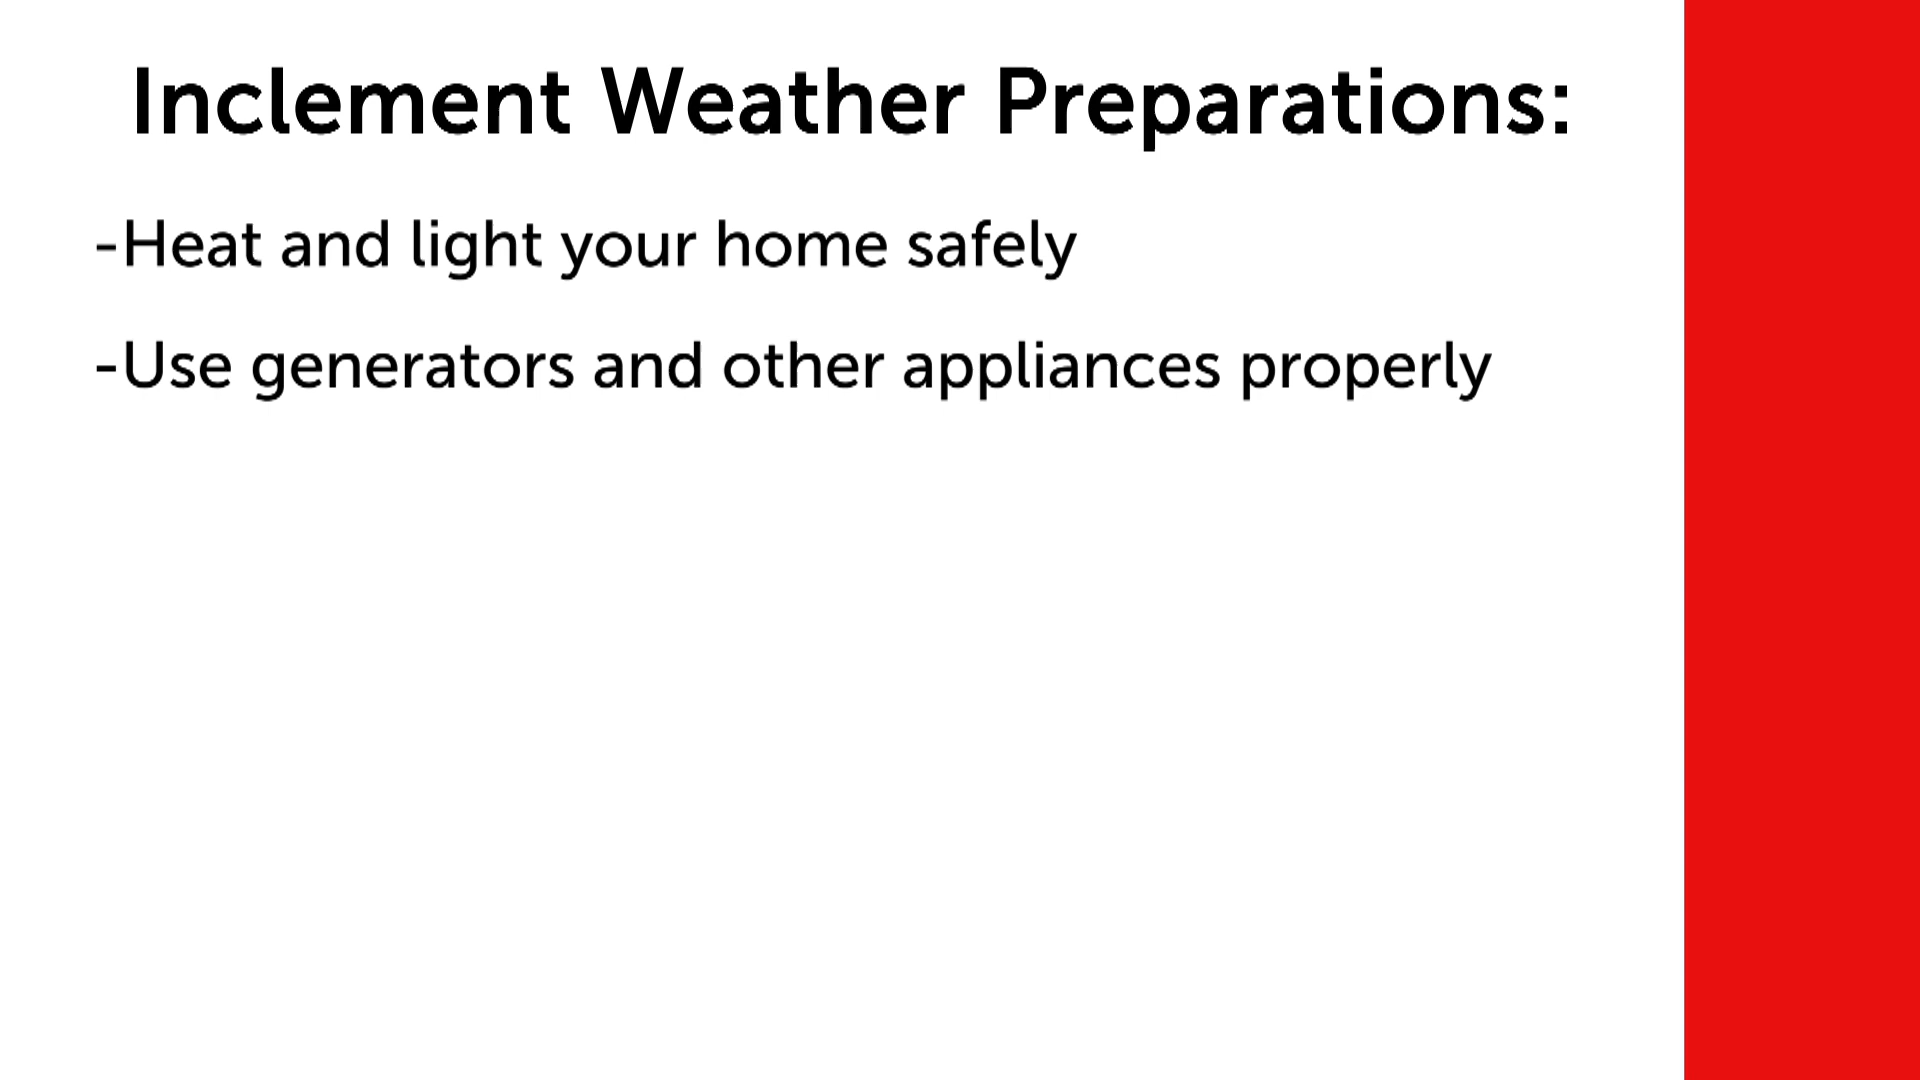 Inclement Weather Preparations:
-Heat and light your home safely
-Use generators and other appliances properly